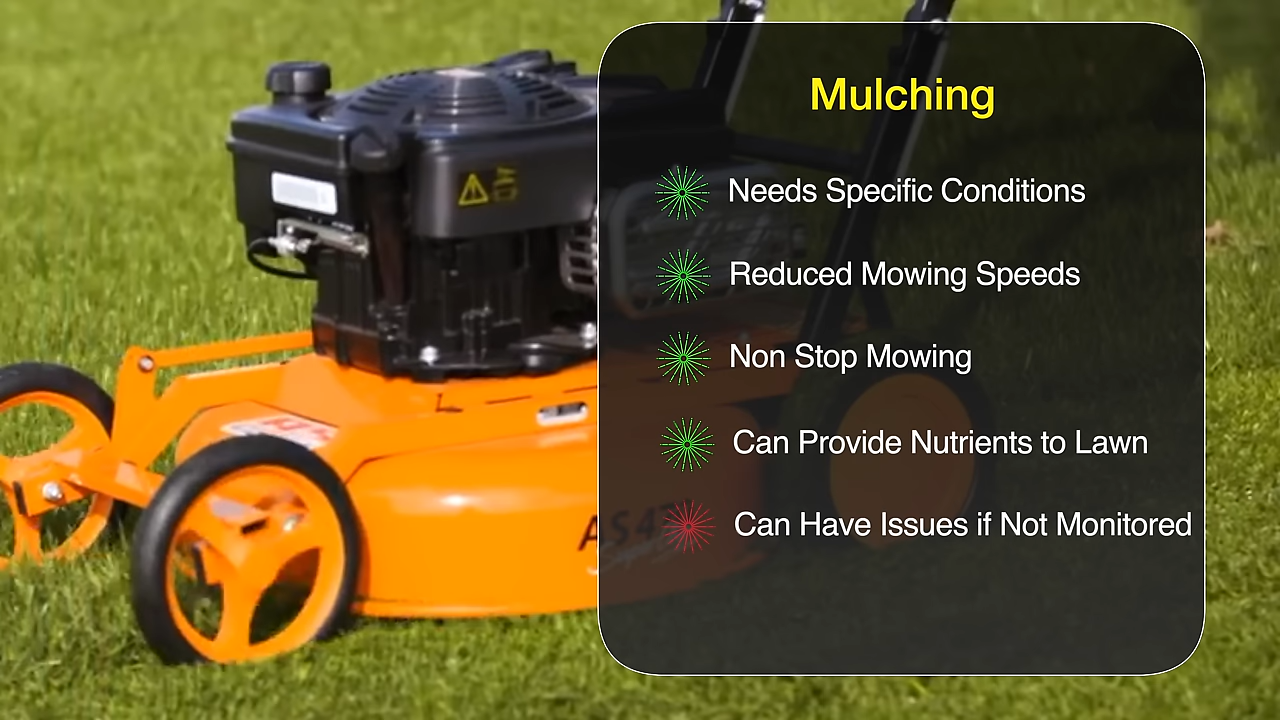 Mulching
Needs Specific Conditions
Reduced Mowing Speeds
Non Stop Mowing
Can Provide Nutrients to Lawn
Can Have Issues if Not Monitored